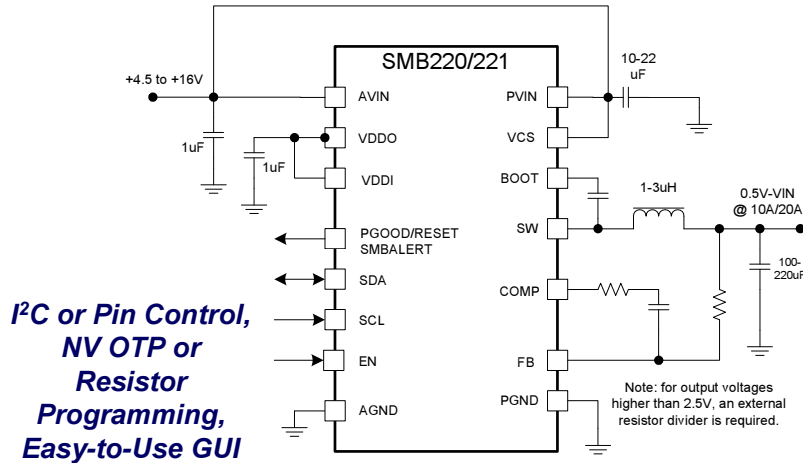 SMB220/221
+4.5 to +16V
1uF
1uF
AVIN
VDDO
VDDI
PGOOD/RESET
SMBALERT
SDA
SCL
EN
AGND
PVIN
VCS
BOOT
SW
COMP
FB
PGND
10-22
uF
1-3uH
0.5V-VIN
@ 10A/20A
100-
220uF
Note: for output voltages
higher than 2.5V, an external
resistor divider is required.
I²C or Pin Control,
NV OTP or
Resistor
Programming,
Easy-to-Use GUI